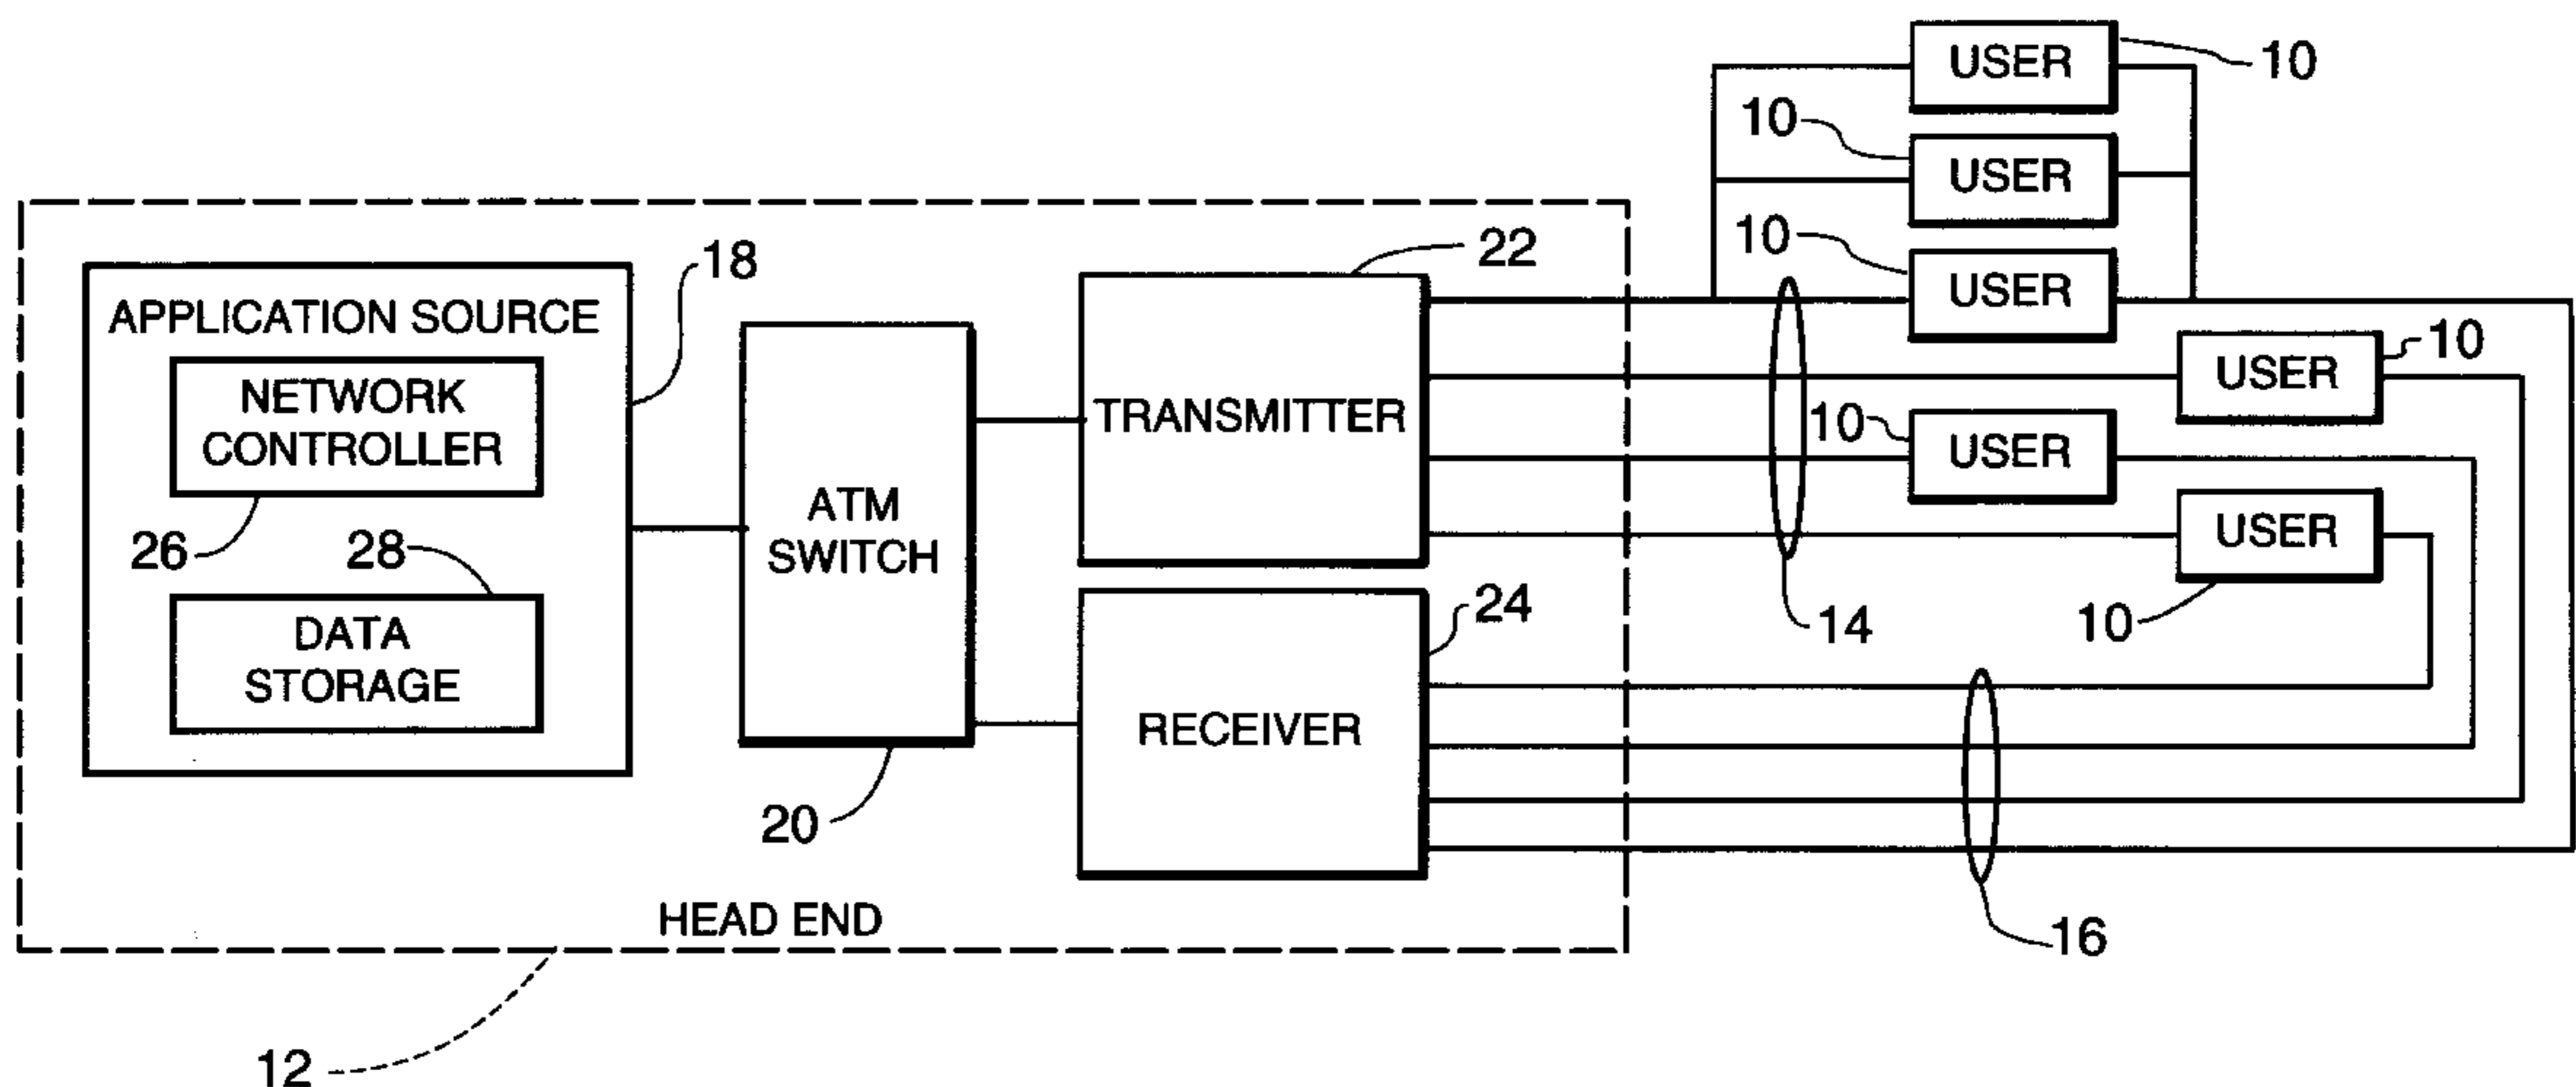 USER
10
10
USER
10
USER
18
22
APPLICATION SOURCE
NETWORK
CONTROLLER
26
28
DATA
STORAGE
ATM
SWITCH
20
TRANSMITTER
RECEIVER
24
10
USER
10
USER
USER
10
14
16
HEAD END
12